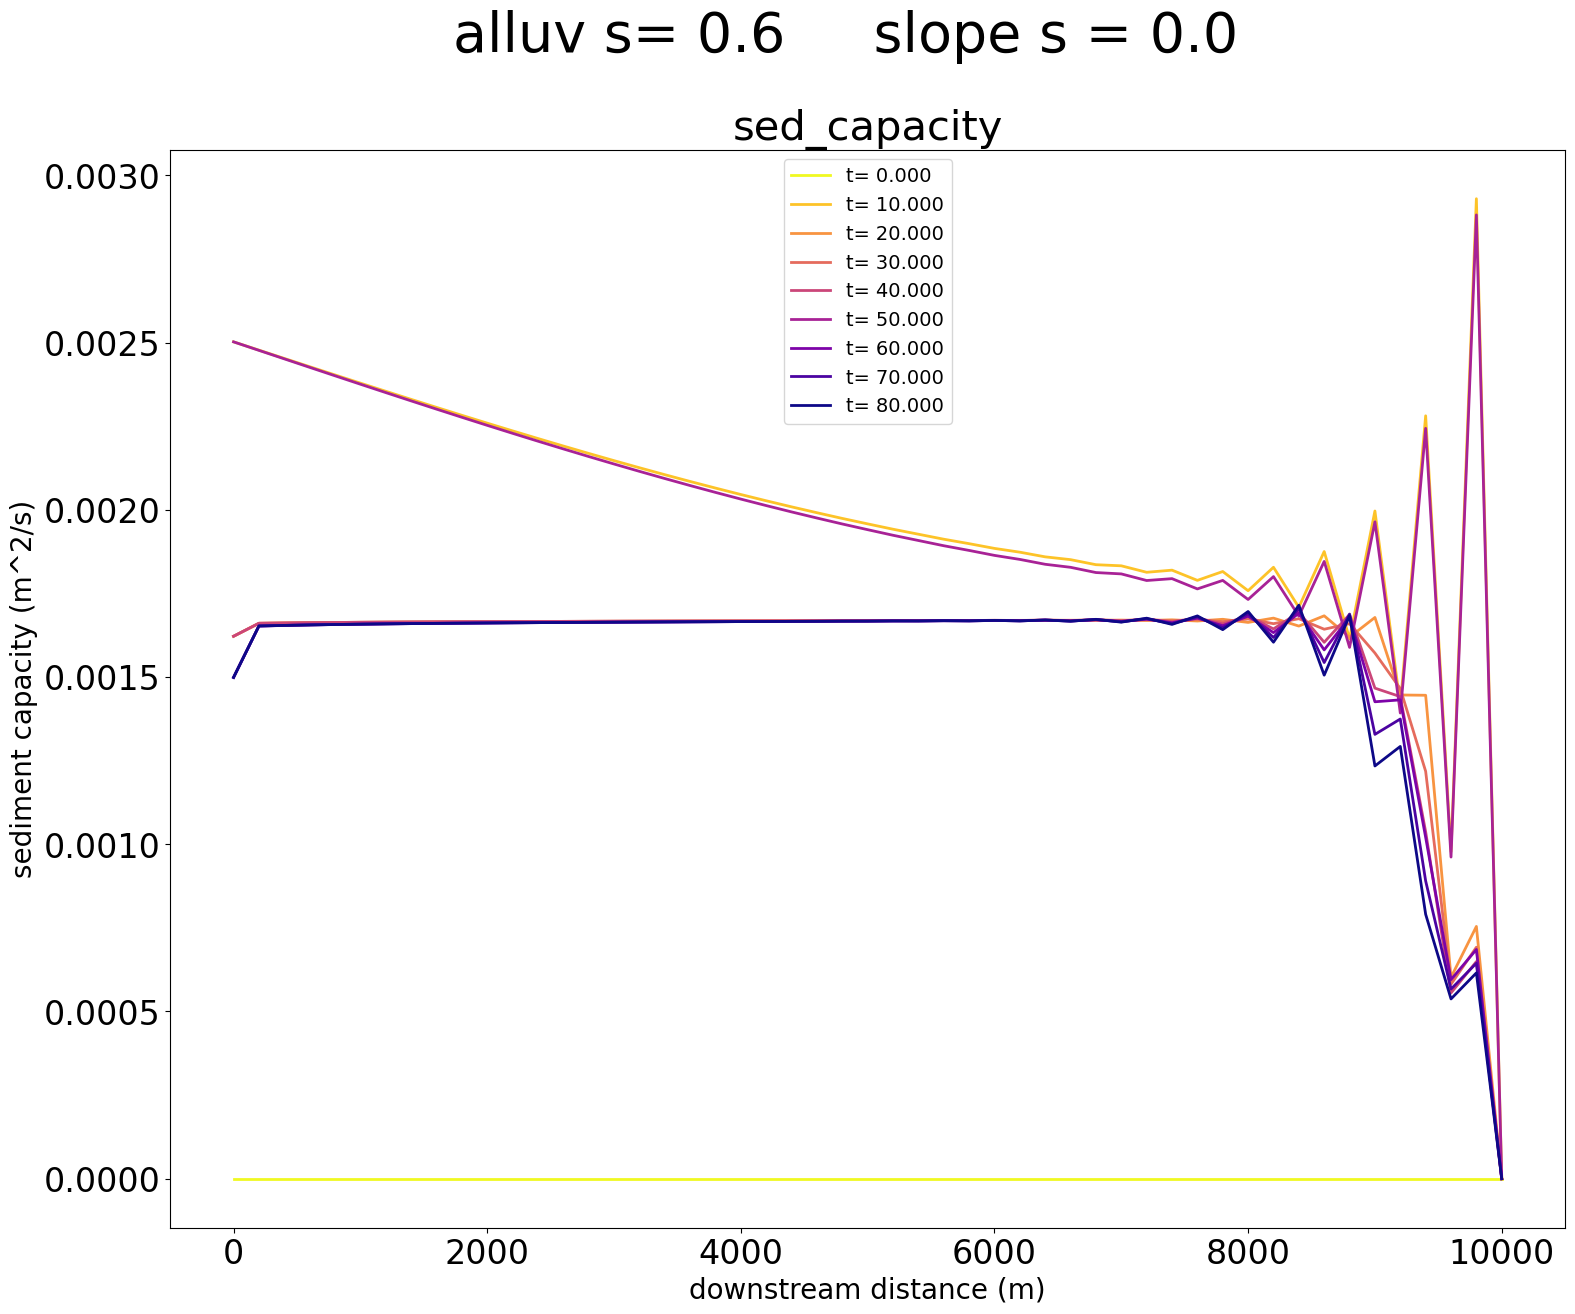 alluv s= 0.6 slope s = 0.0
sed_capacity
t= 0.000
t= 10.000
t= 20.000
t= 30.000
t= 40.000
t= 50.000
t= 60.000
t= 70.000
t= 80.000
0.0030
0.0025
0.0020
0.0015
0.0010
0.0005
0.0000
sediment capacity (m^2/s)
0 2000 4000 6000 8000 10000
downstream distance (m)